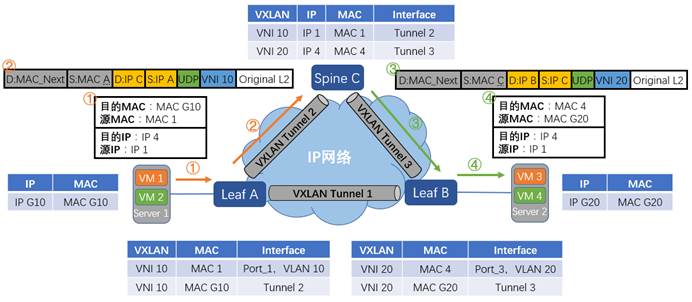 VXLAN IP MAC Interface
VNI 10 IP 1 MAC 1 Tunnel 2
VNI 20 IP 4 MAC 4 Tunnel 3
②
D:MAC_Next S:MAC A D:IP C S:IP A UDP VNI 10 Original L2
Spine C
③
D:MAC_Next S:MAC C D:IP B S:IP C UDP VNI 20 Original L2
①
目的MAC：MAC G10
源MAC：MAC 1
目的IP：IP 4
源IP：IP 1
②
VXLAN Tunnel 2
③
VXLAN Tunnel 3
④
目的MAC：MAC 4
源MAC：MAC G20
目的IP：IP 4
源IP：IP 1
IP网络
IP MAC
IP G10 MAC G10
VM 1
VM 2
Server 1
①
Leaf A
VXLAN Tunnel 1
Leaf B
④
VM 3
VM 4
Server 2
IP MAC
IP G20 MAC G20
VXLAN MAC Interface
VNI 10 MAC 1 Port_1，VLAN 10
VNI 10 MAC G10 Tunnel 2
VXLAN MAC Interface
VNI 20 MAC 4 Port_3，VLAN 20
VNI 20 MAC G20 Tunnel 3